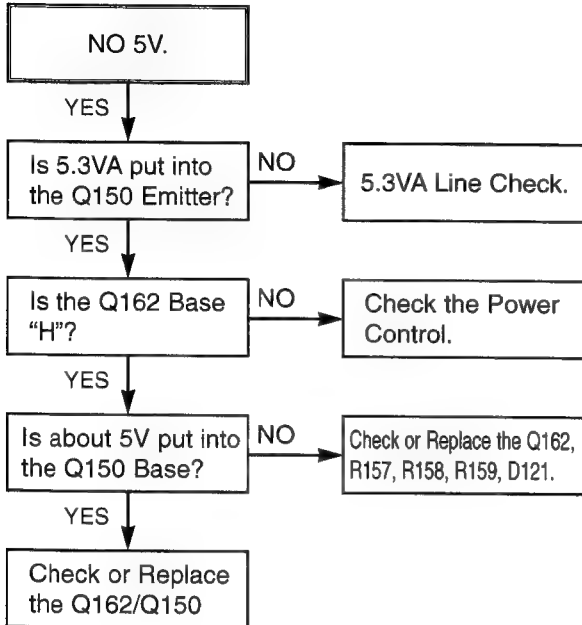 NO 5V.
YES
Is 5.3VA put into
the Q150 Emitter?
NO
5.3VA Line Check.
YES
Is the Q162 Base
“H”?
NO
Check the Power
Control.
YES
Is about 5V put into
the Q150 Base?
NO
Check or Replace the Q162,
R157, R158, R159, D121.
YES
Check or Replace
the Q162/Q150